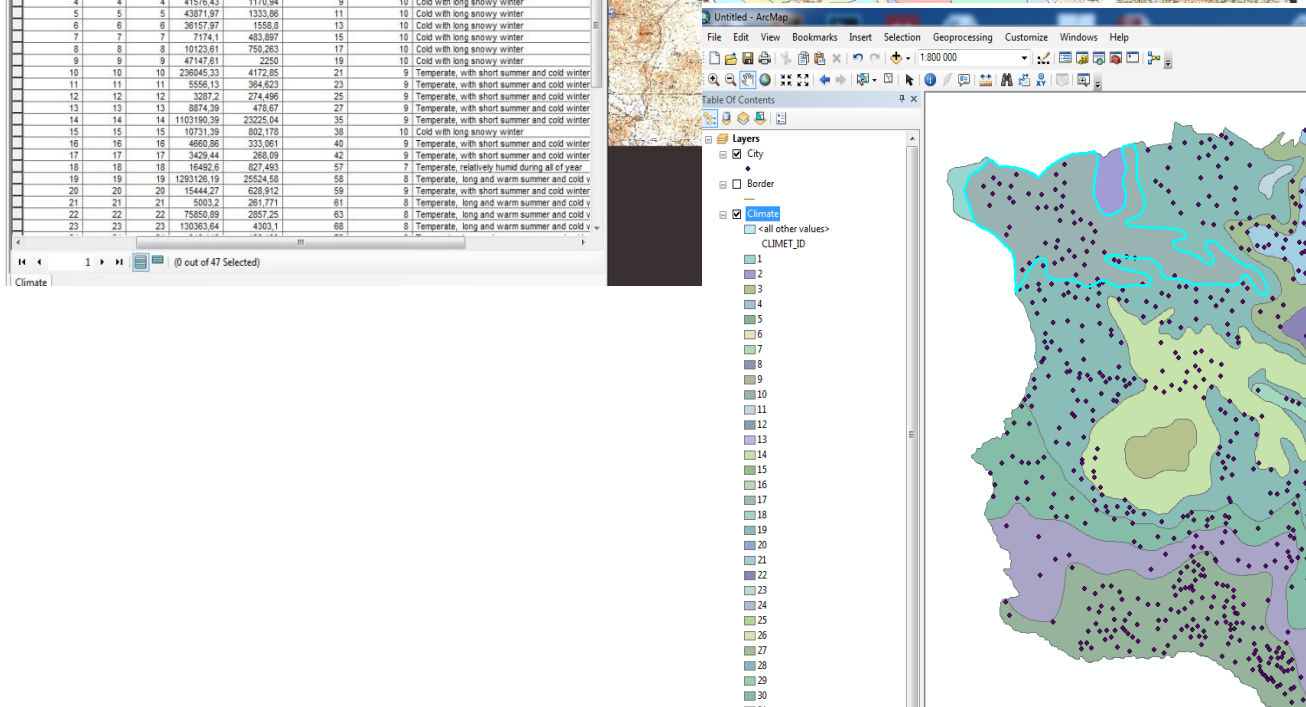 4 4 4 41576,43 1170,94 9 10 Cold with long snowy winter
5 5 5 43871,97 1333,86 11 10 Cold with long snowy winter
6 6 6 36157,97 1558,8 13 10 Cold with long snowy winter
7 7 7 7174,1 483,897 15 10 Cold with long snowy winter
8 8 8 10123,61 750,263 17 10 Cold with long snowy winter
9 9 9 47147,61 2250 19 10 Cold with long snowy winter
10 10 10 236045,33 4172,85 21 9 Temperate, with short summer and cold winter
11 11 11 5556,13 364,623 23 9 Temperate, with short summer and cold winter
12 12 12 3287,2 274,496 25 9 Temperate, with short summer and cold winter
13 13 13 8874,39 478,67 27 9 Temperate, with short summer and cold winter
14 14 14 1103190,39 23225,04 35 9 Temperate, with short summer and cold winter
15 15 15 10731,39 802,178 38 10 Cold with long snowy winter
16 16 16 4660,86 333,061 40 9 Temperate, with short summer and cold winter
17 17 17 3429,44 268,09 42 9 Temperate, with short summer and cold winter
18 18 18 16492,6 827,493 57 7 Temperate, relatively humid during all of year
19 19 19 1293126,19 25524,58 58 8 Temperate, long and warm summer and cold v
20 20 20 15444,27 628,912 59 9 Temperate, with short summer and cold winter
21 21 21 5003,2 261,771 61 8 Temperate, long and warm summer and cold v
22 22 22 75850,89 2857,25 63 8 Temperate, long and warm summer and cold v
23 23 23 130363,64 4303,1 68 8 Temperate, long and warm summer and cold v
1 (0 out of 47 Selected)
Climate
Untitled - ArcMap
File Edit View Bookmarks Insert Selection Geoprocessing Customize Windows Help
1:800 000
Table Of Contents
Layers
City
Border
Climate
<all other values>
CLIMET_ID
1
2
3
4
5
6
7
8
9
10
11
12
13
14
15
16
17
18
19
20
21
22
23
24
25
26
27
28
29
30